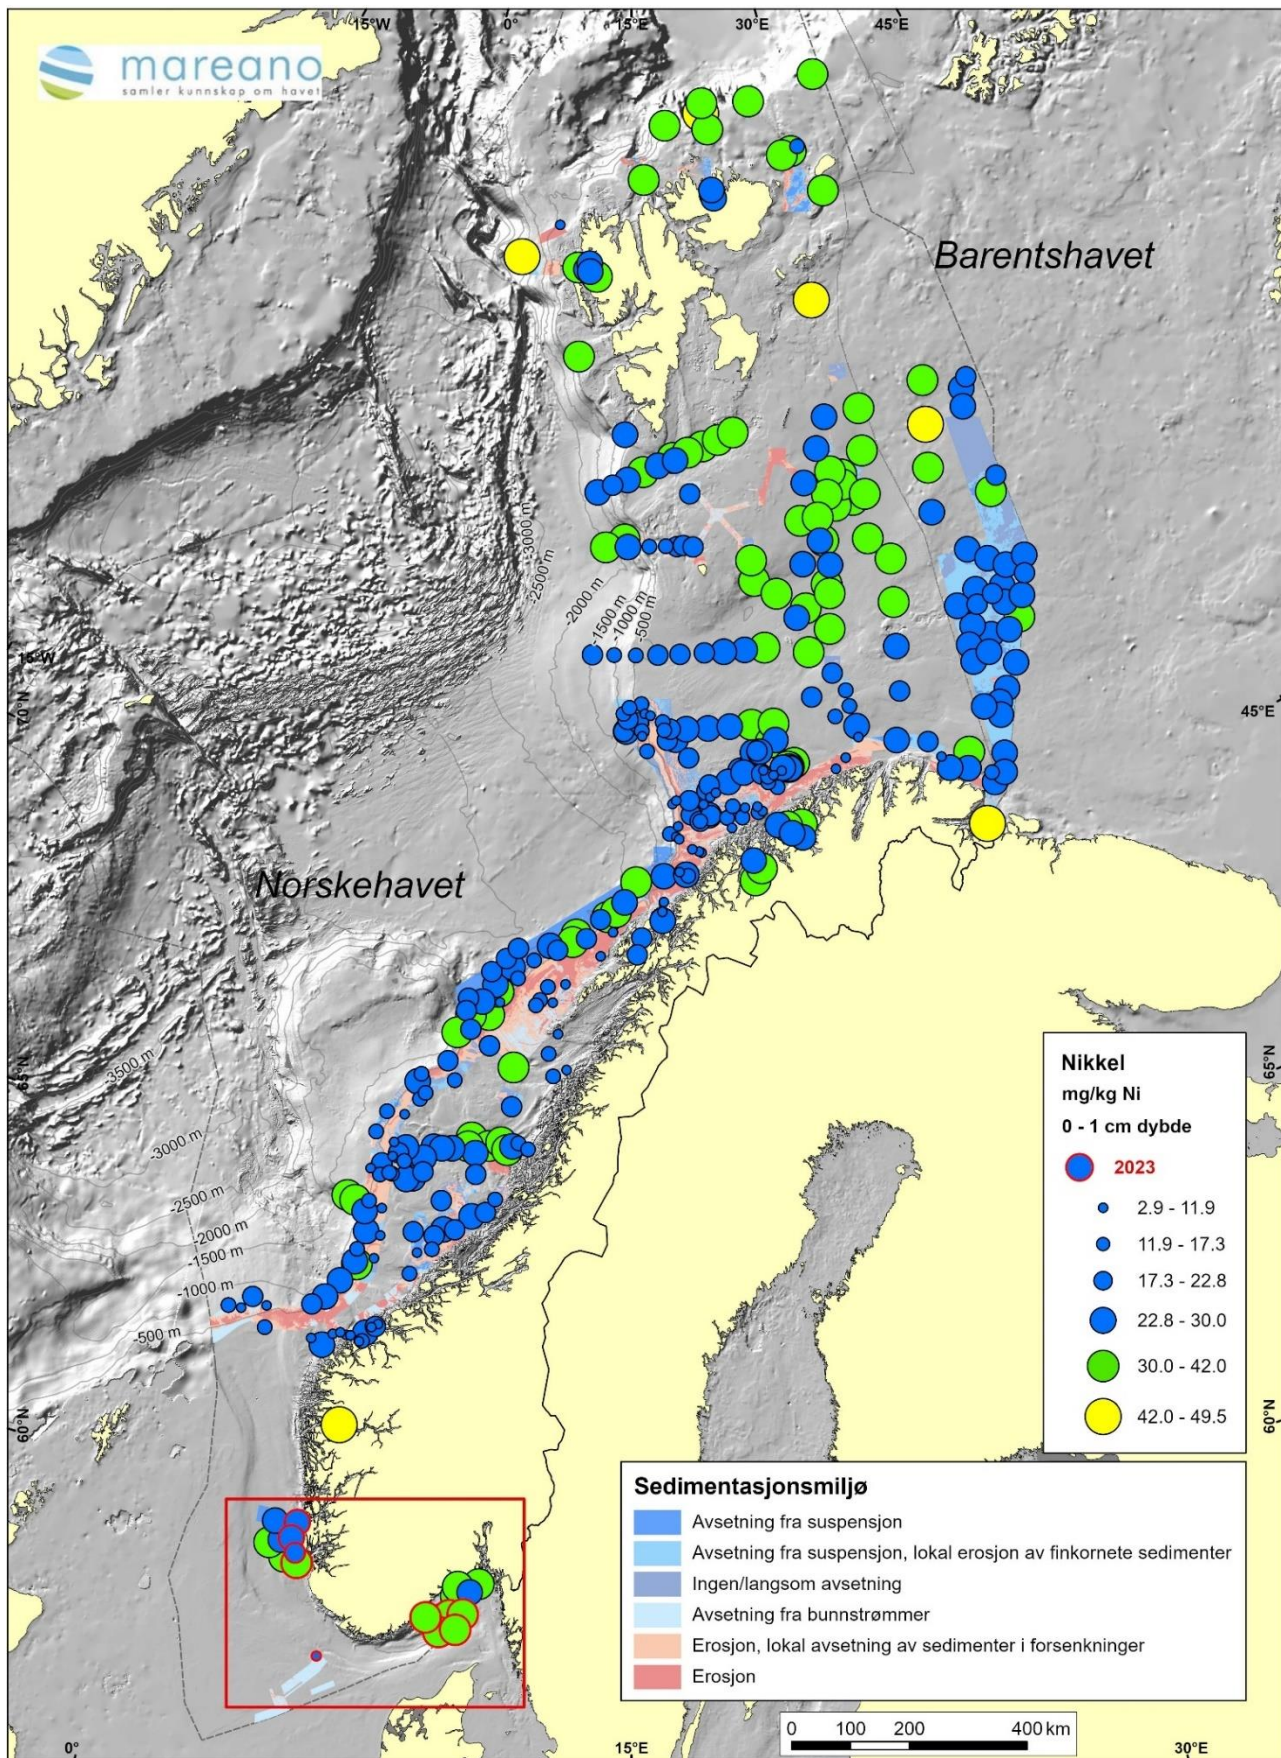 15°W 0° 15°E 30°E 45°E
mareano
samler kunnskap om havet
Barentshavet
-3000 m
-2500 m
-2000 m
-1500 m
-1000 m
-500 m
15°W
70°N
45°E
Norskehavet
65°N
-3500 m
65°N
-3000 m
-2500 m
-2000 m
-1500 m
-1000 m
-500 m
60°N
60°N
Nikkel
mg/kg Ni
0 - 1 cm dybde
2023
2.9 - 11.9
11.9 - 17.3
17.3 - 22.8
22.8 - 30.0
30.0 - 42.0
42.0 - 49.5
Sedimentasjonsmiljø
Avsetning fra suspensjon
Avsetning fra suspensjon, lokal erosjon av finkornete sedimenter
Ingen/langsom avsetning
Avsetning fra bunnstrømmer
Erosjon, lokal avsetning av sedimenter i forsenkninger
Erosjon
0 100 200 400 km
0° 15°E 30°E